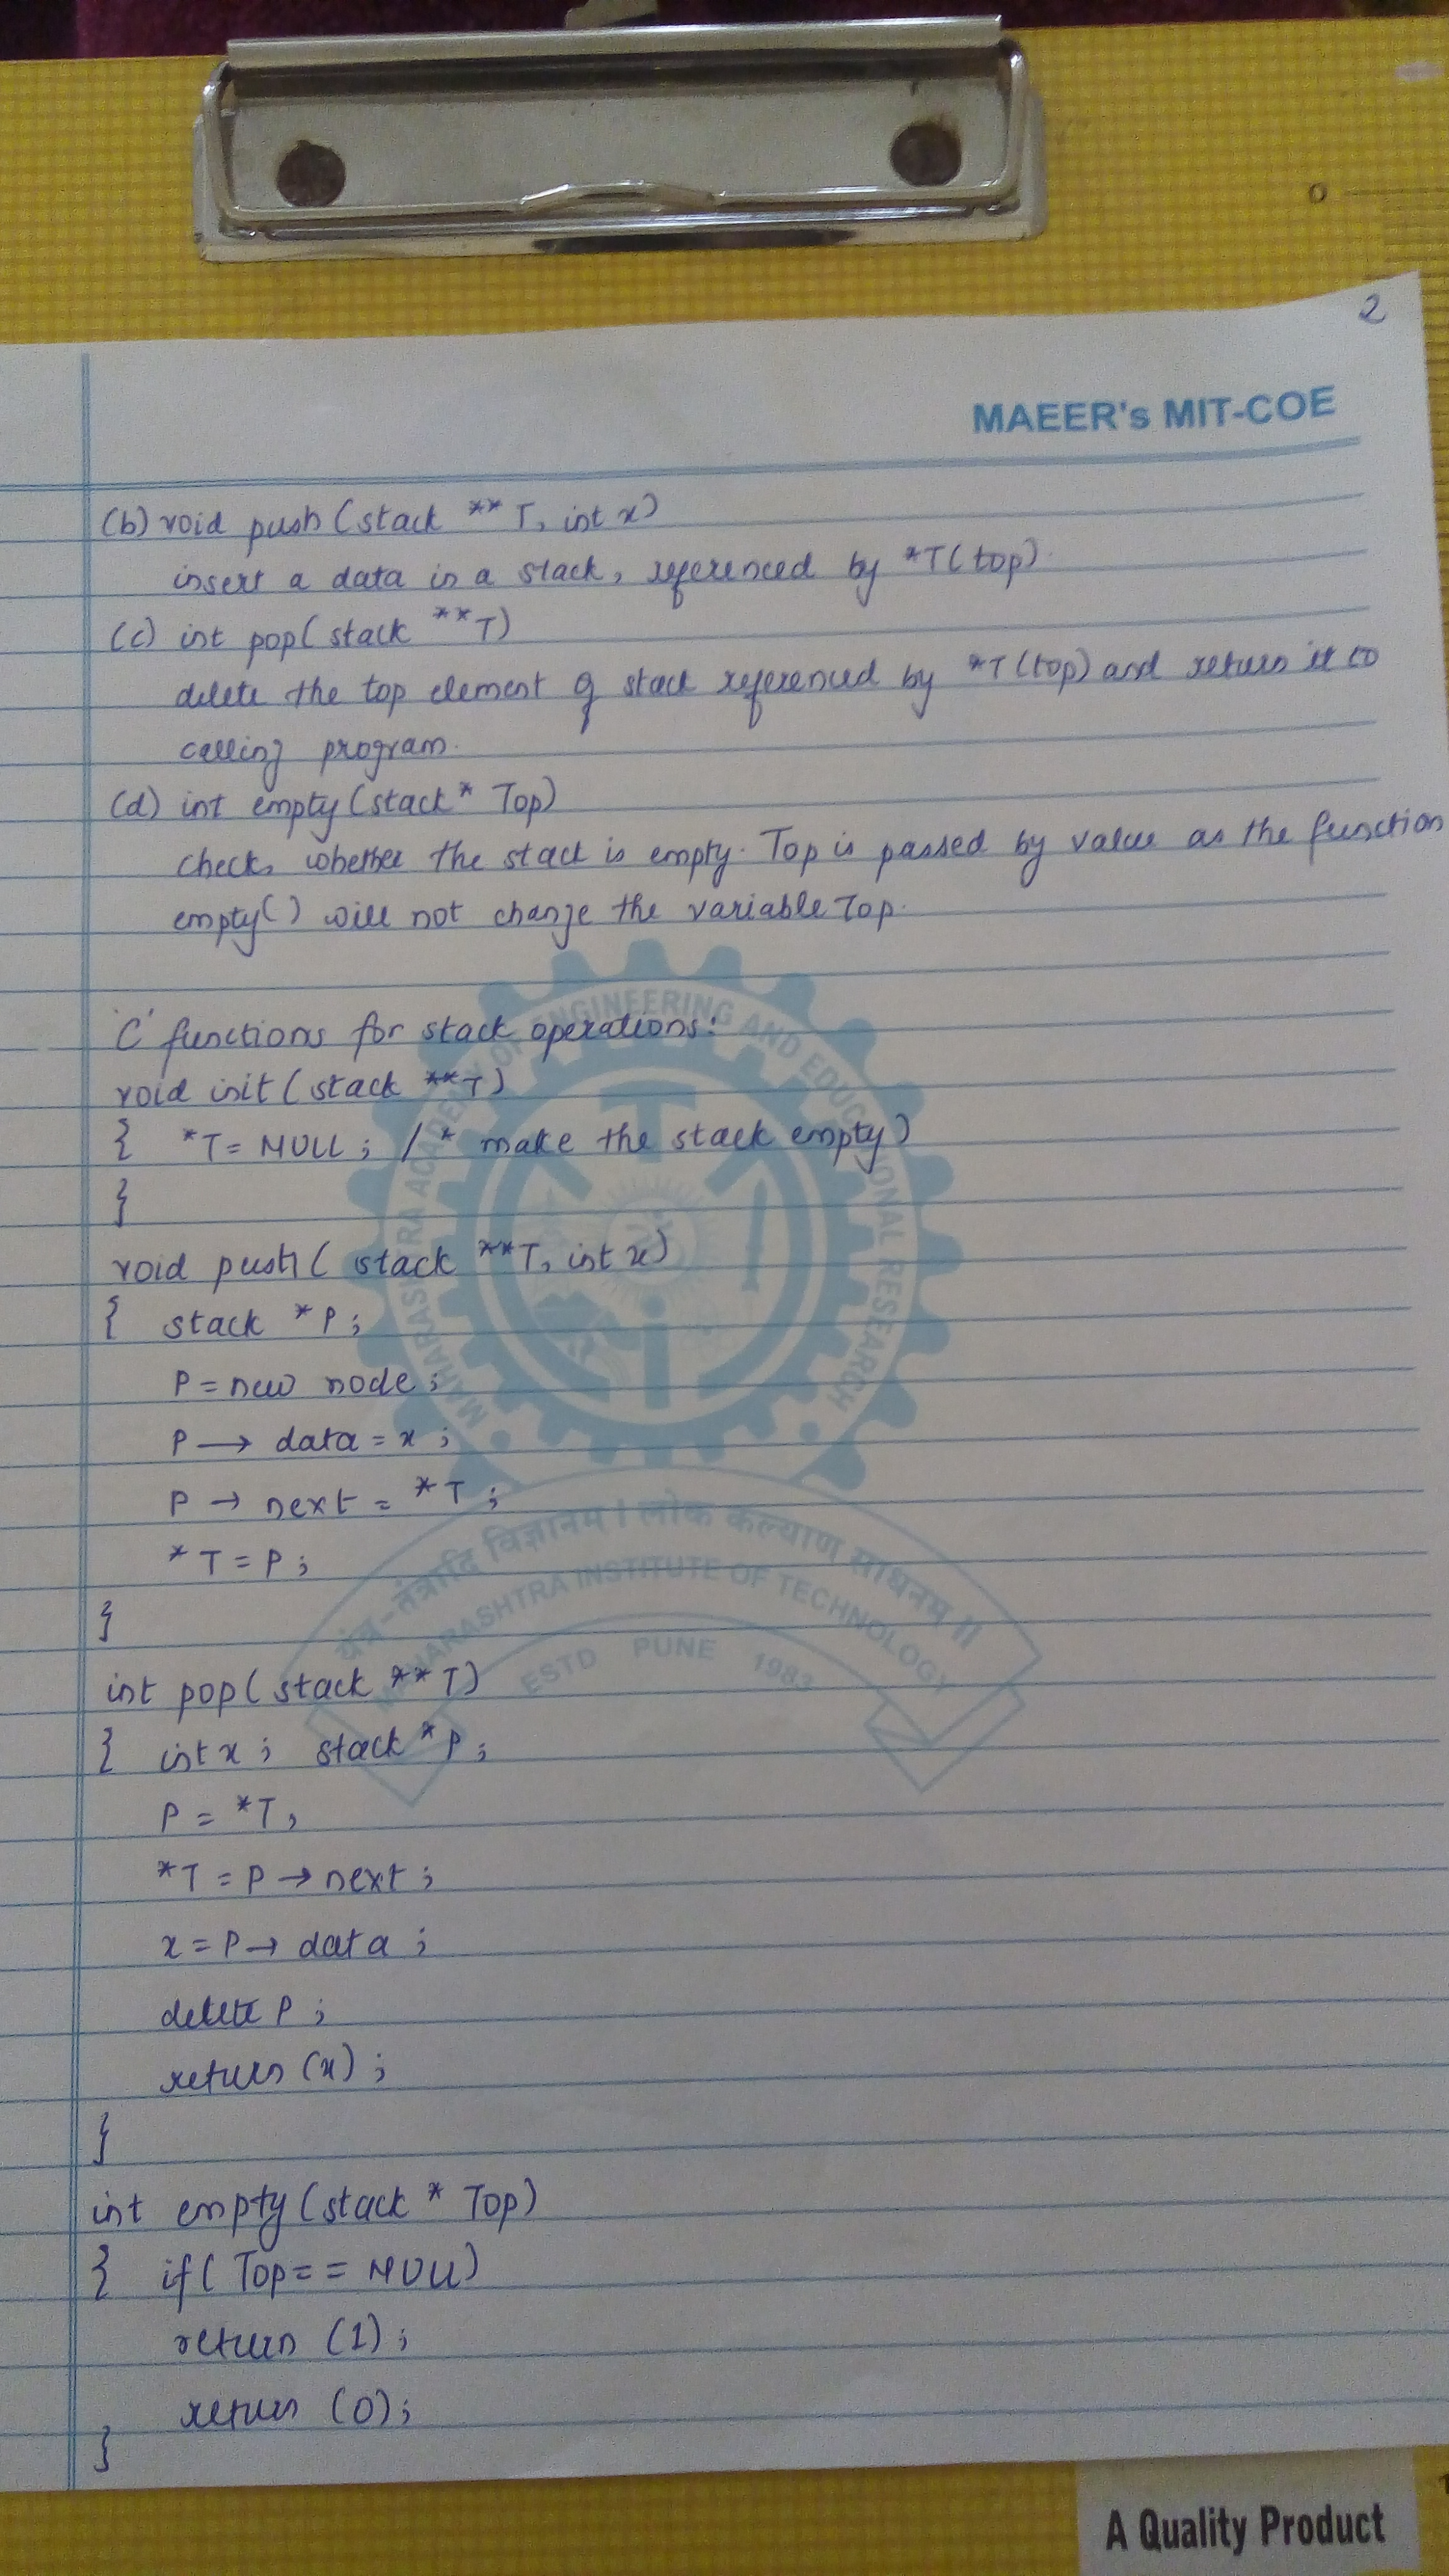 2
MAEER's MIT-COE
(b) void push (stack ** T, int x)
insert a data in a stack, referenced by *T(top).
(c) int pop( stack **T)
delete the top element of stack referenced by *T(top) and return it to
calling program.
(d) int empty (stack* Top)
check, whether the stack is empty. Top is passed by value as the function
empty() will not change the variable Top.
'C' functions for stack operations:
void init ( stack **T)
{ *T = NULL ; /* make the stack empty)
}
void push ( stack **T, int x)
{ stack *P;
P = new node ;
P → data = x ;
P → next = *T ;
*T = P ;
}
int pop( stack **T)
{ int x ; stack *P ;
P = *T,
*T = P → next ;
x = P → data ;
delete P ;
return (x) ;
}
int empty (stack * Top)
{ if ( Top = = NULL)
return (1) ;
return (0) ;
}
MAHARASHTRA ACADEMY OF ENGINEERING AND EDUCATIONAL RESEARCH
यंत्र-तंत्रादि विज्ञानम् । लोक कल्याण साधनम् ॥
MAHARASHTRA INSTITUTE OF TECHNOLOGY
ESTD PUNE 1983
A Quality Product